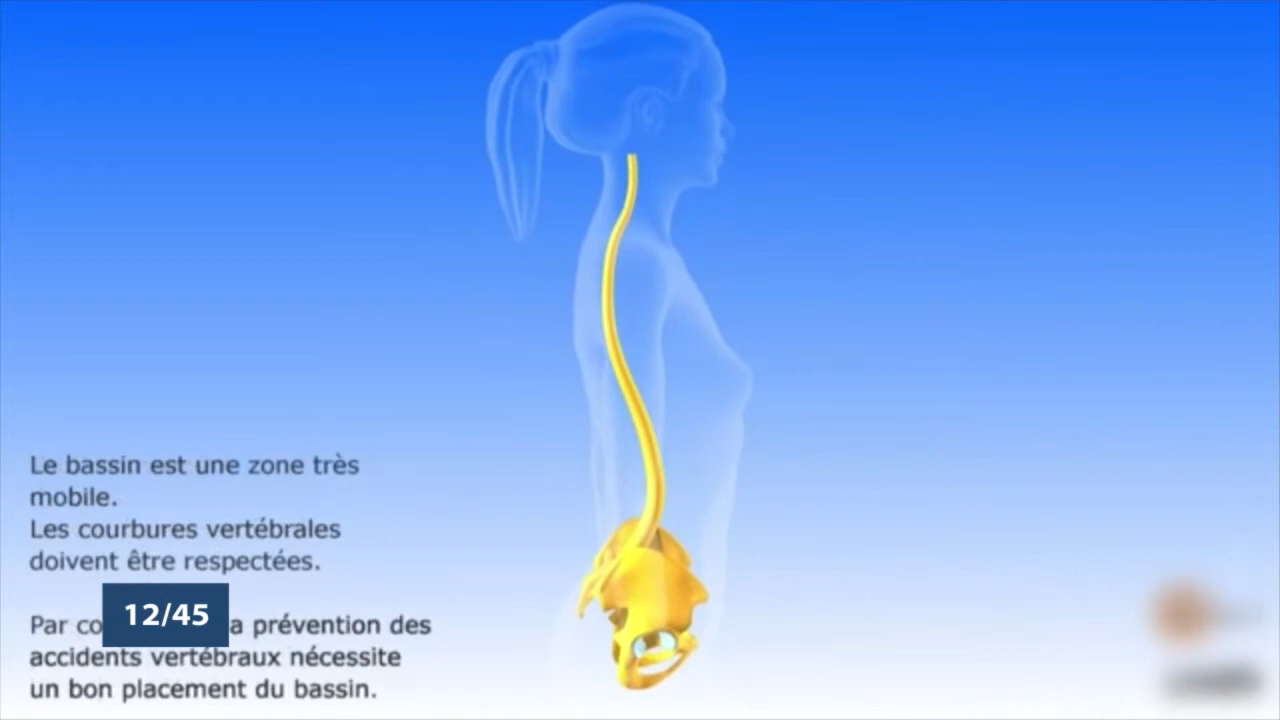 Le bassin est une zone très
mobile.
Les courbures vertébrales
doivent être respectées.
12/45
Par co a prévention des
accidents vertébraux nécessite
un bon placement du bassin.